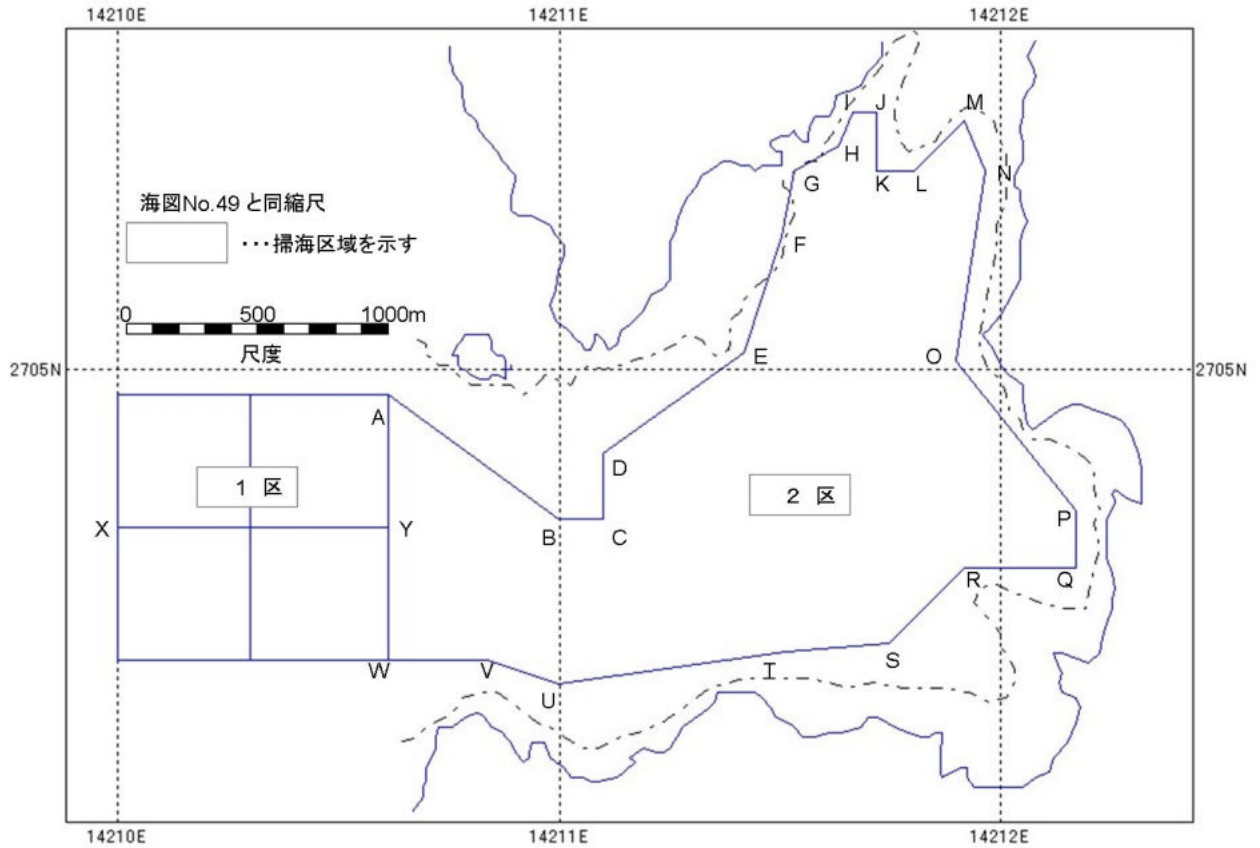 14210E 14211E 14212E
I J M
H
G K L N
海図No.49 と同縮尺
・・・掃海区域を示す
F
0 500 1000m
尺度
2705N E O 2705N
A
D
1 区 2 区
X Y B C P
R Q
W V U T S
14210E 14211E 14212E